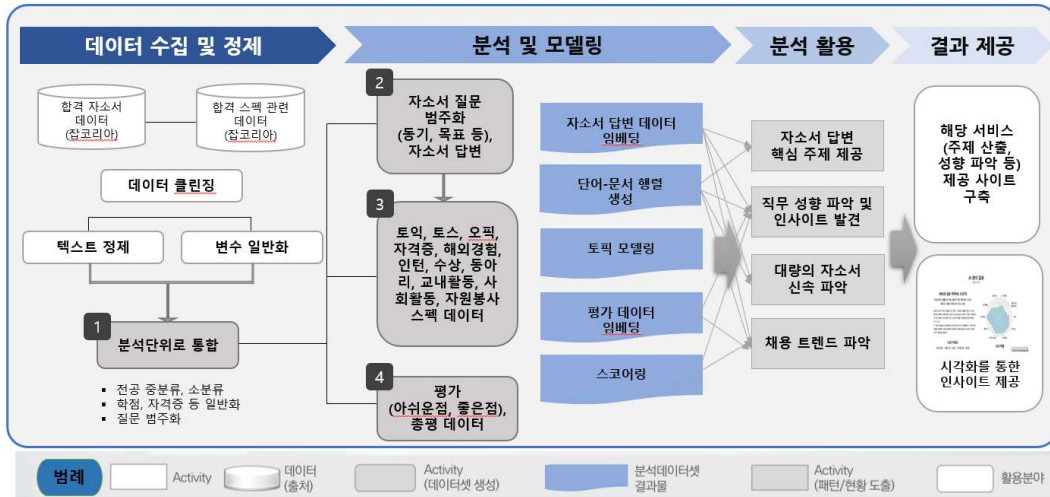 데이터 수집 및 정제
분석 및 모델링
분석 활용
결과 제공
합격 자소서
데이터
(잡코리아)
합격 스펙 관련
데이터
(잡코리아)
데이터 클린징
텍스트 정제
변수 일반화
1
분석단위로 통합
• 전공 중분류, 소분류
• 학점, 자격증 등 일반화
• 질문 범주화
2
자소서 질문
범주화
(동기, 목표 등),
자소서 답변
3
토익, 토스, 오픽,
자격증, 해외경험,
인턴, 수상, 동아
리, 교내활동, 사
회활동, 자원봉사
스펙 데이터
4
평가
(아쉬운점, 좋은점),
총평 데이터
자소서 답변 데이터
임베딩
단어-문서 행렬
생성
토픽 모델링
평가 데이터
임베딩
스코어링
자소서 답변
핵심 주제 제공
직무 성향 파악 및
인사이트 발견
대량의 자소서
신속 파악
채용 트렌드 파악
해당 서비스
(주제 산출,
성향 파악 등)
제공 사이트
구축
시각화를 통한
인사이트 제공
범례
Activity
데이터
(출처)
Activity
(데이터셋 생성)
분석데이터셋
결과물
Activity
(패턴/현황 도출)
활용분야